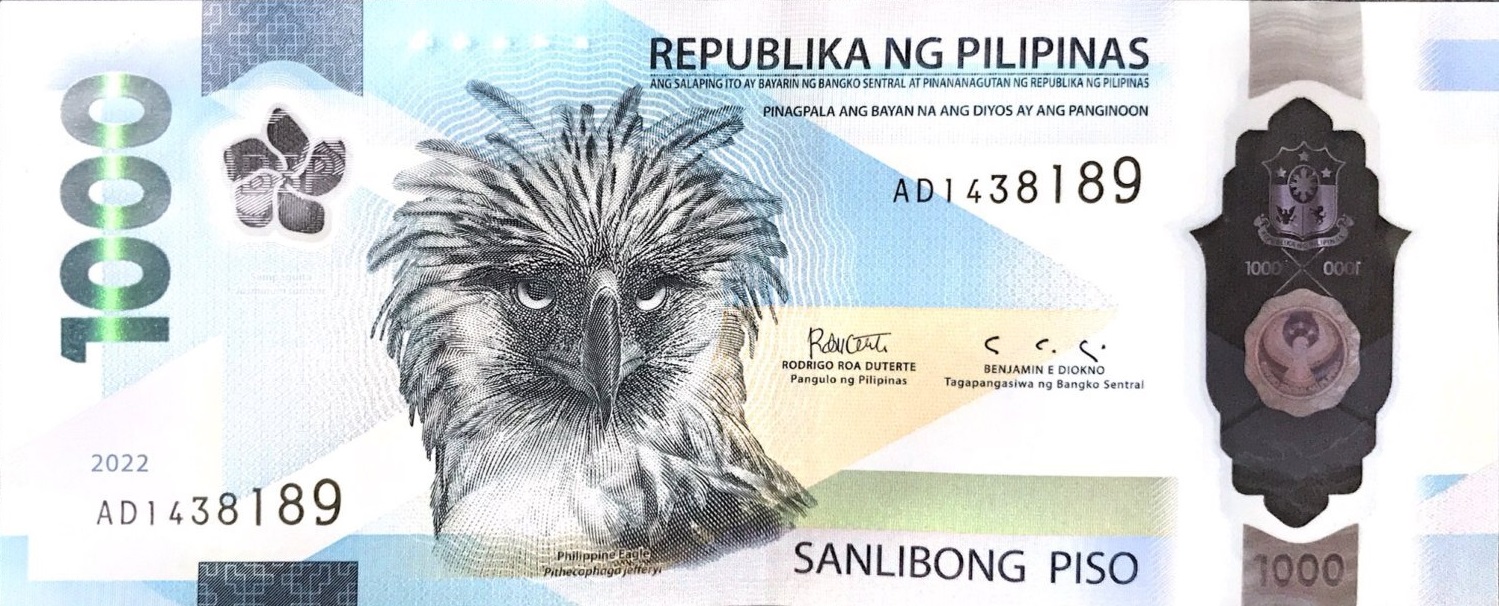 1000
2022
AD1438189
REPUBLIKA NG PILIPINAS
ANG SALAPING ITO AY BAYARIN NG BANGKO SENTRAL AT PINANANAGUTAN NG REPUBLIKA NG PILIPINAS
PINAGPALA ANG BAYAN NA ANG DIYOS AY ANG PANGINOON
AD1438189
RODRIGO ROA DUTERTE
Pangulo ng Pilipinas
BENJAMIN E DIOKNO
Tagapangasiwa ng Bangko Sentral
Philippine Eagle
Pithecophaga jefferyi
SANLIBONG PISO
1000
1000
1000